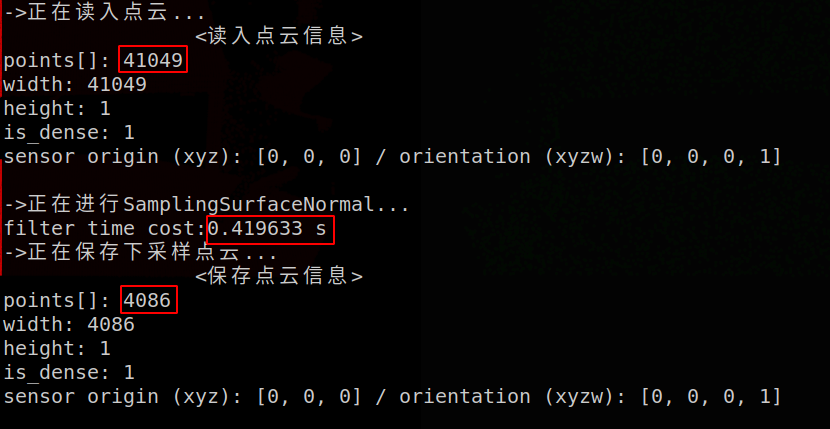 ->正在读入点云...
<读入点云信息>
points[]: 41049
width: 41049
height: 1
is_dense: 1
sensor origin (xyz): [0, 0, 0] / orientation (xyzw): [0, 0, 0, 1]
->正在进行SamplingSurfaceNormal...
filter time cost:0.419633 s
->正在保存下采样点云...
<保存点云信息>
points[]: 4086
width: 4086
height: 1
is_dense: 1
sensor origin (xyz): [0, 0, 0] / orientation (xyzw): [0, 0, 0, 1]